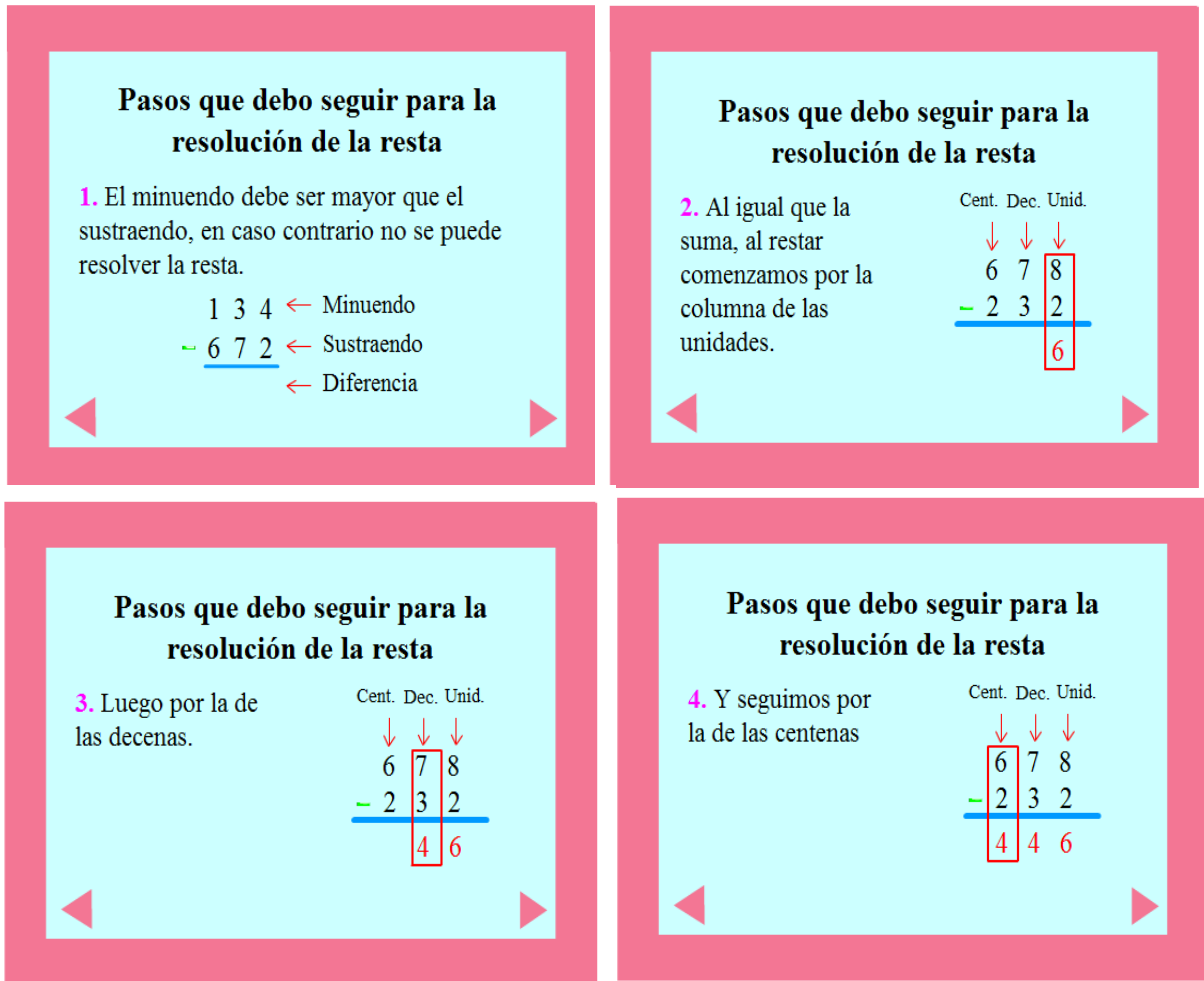 Pasos que debo seguir para la
resolución de la resta
1. El minuendo debe ser mayor que el
sustraendo, en caso contrario no se puede
resolver la resta.
1 3 4 ← Minuendo
- 6 7 2 ← Sustraendo
← Diferencia
Pasos que debo seguir para la
resolución de la resta
2. Al igual que la
suma, al restar
comenzamos por la
columna de las
unidades.
Cent. Dec. Unid.
6 7 8
- 2 3 2
6
Pasos que debo seguir para la
resolución de la resta
3. Luego por la de
las decenas.
Cent. Dec. Unid.
6 7 8
- 2 3 2
4 6
Pasos que debo seguir para la
resolución de la resta
4. Y seguimos por
la de las centenas
Cent. Dec. Unid.
6 7 8
- 2 3 2
4 4 6